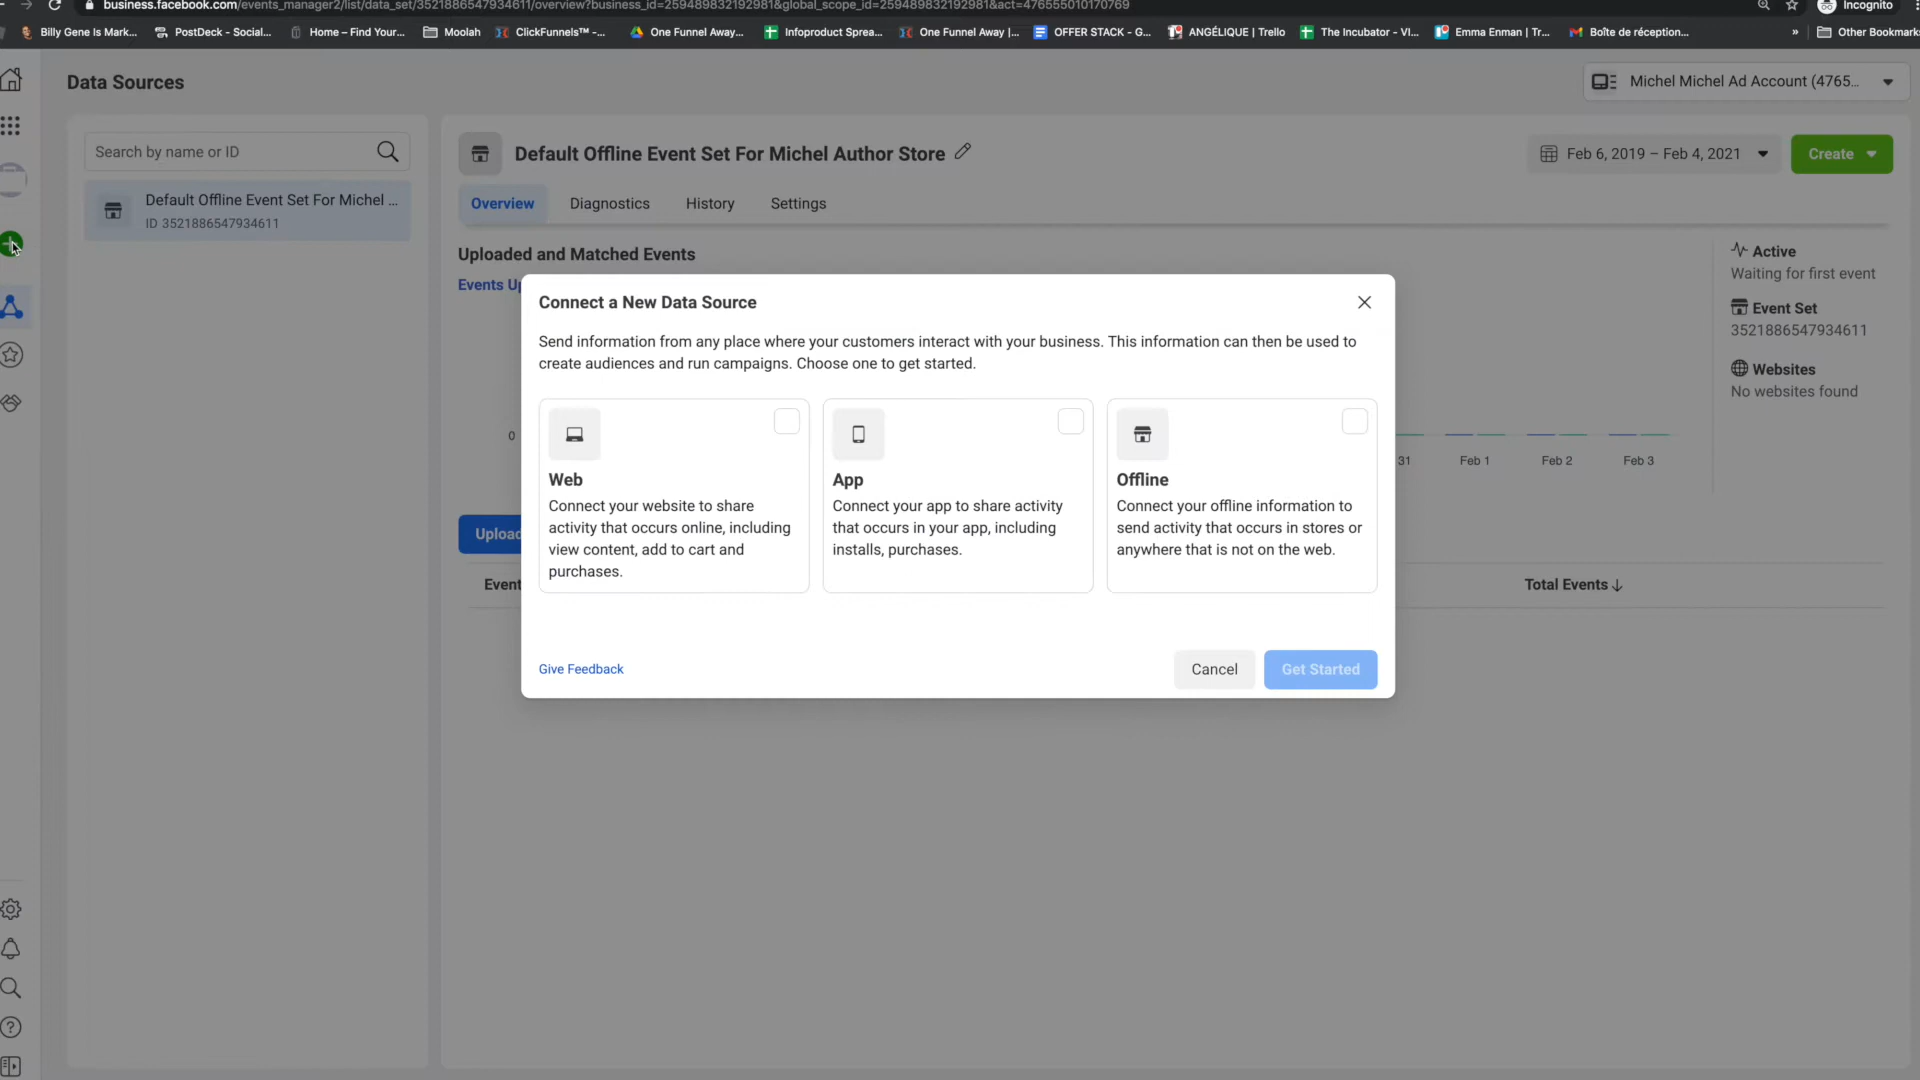 business.facebook.com/events_manager2/list/data_set/3521886547934611/overview?business_id=259489832192981&global_scope_id=259489832192981&act=476555010170769
Incognito
Billy Gene Is Mark...
PostDeck - Social...
Home – Find Your...
Moolah
ClickFunnels™ -...
One Funnel Away...
Infoproduct Sprea...
One Funnel Away |...
OFFER STACK - G...
ANGÉLIQUE | Trello
The Incubator - VI...
Emma Enman | Tr...
Boîte de réception...
»
Other Bookmark
Data Sources
Michel Michel Ad Account (4765...
Search by name or ID
Default Offline Event Set For Michel ...
ID 3521886547934611
Default Offline Event Set For Michel Author Store
Feb 6, 2019 – Feb 4, 2021
Create
Overview
Diagnostics
History
Settings
Uploaded and Matched Events
Events U
Active
Waiting for first event
Event Set
3521886547934611
Websites
No websites found
0
31
Feb 1
Feb 2
Feb 3
Uploa
Event
Total Events ↓
Connect a New Data Source
Send information from any place where your customers interact with your business. This information can then be used to
create audiences and run campaigns. Choose one to get started.
Web
Connect your website to share
activity that occurs online, including
view content, add to cart and
purchases.
App
Connect your app to share activity
that occurs in your app, including
installs, purchases.
Offline
Connect your offline information to
send activity that occurs in stores or
anywhere that is not on the web.
Give Feedback
Cancel
Get Started